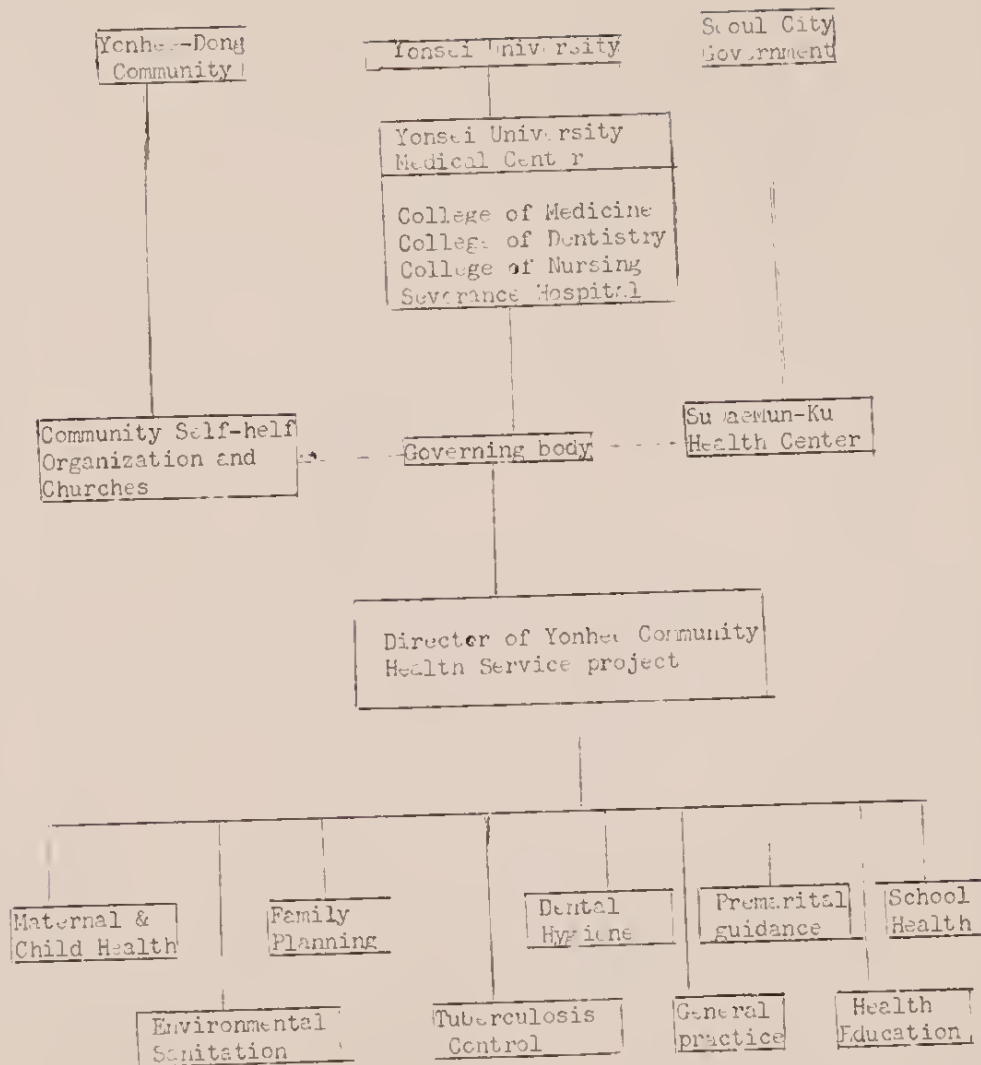 Yonhee-Dong
Community
Yonsei University
Seoul City
Government
Yonsei University
Medical Center
College of Medicine
College of Dentistry
College of Nursing
Severance Hospital
Community Self-helf
Organization and
Churches
Governing body
SudaeMun-Ku
Health Center
Director of Yonhee Community
Health Service project
Maternal &
Child Health
Family
Planning
Dental
Hygiene
Premarital
guidance
School
Health
Environmental
Sanitation
Tuberculosis
Control
General
practice
Health
Education